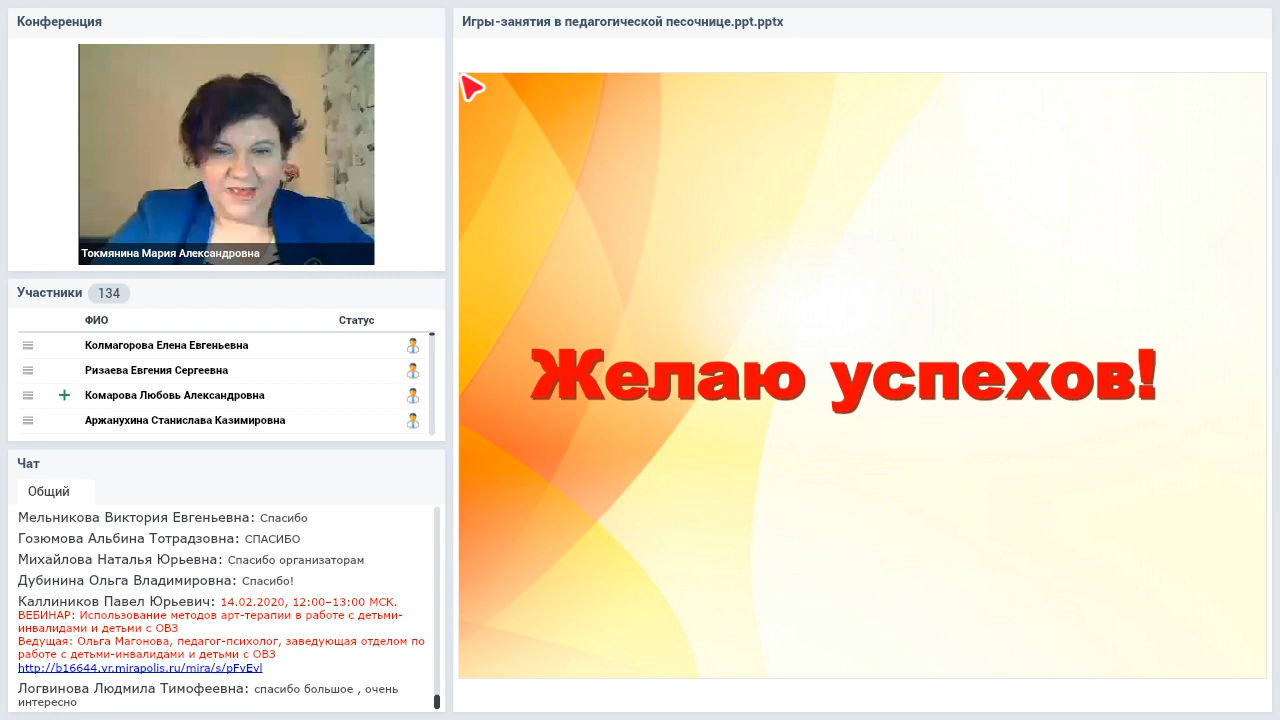 Конференция
Токмянина Мария Александровна
Участники 134
ФИО Статус
Колмагорова Елена Евгеньевна
Ризаева Евгения Сергеевна
Комарова Любовь Александровна
Аржанухина Станислава Казимировна
Чат
Общий
Мельникова Виктория Евгеньевна: Спасибо
Гозюмова Альбина Тотрадзовна: СПАСИБО
Михайлова Наталья Юрьевна: Спасибо организаторам
Дубинина Ольга Владимировна: Спасибо!
Каллиников Павел Юрьевич: 14.02.2020, 12:00–13:00 МСК.
ВЕБИНАР: Использование методов арт-терапии в работе с детьми-
инвалидами и детьми с ОВЗ
Ведущая: Ольга Магонова, педагог-психолог, заведующая отделом по
работе с детьми-инвалидами и детьми с ОВЗ
http://b16644.vr.mirapolis.ru/mira/s/pFvEvl
Логвинова Людмила Тимофеевна: спасибо большое , очень
интересно
Игры-занятия в педагогической песочнице.ppt.pptx
Желаю успехов!